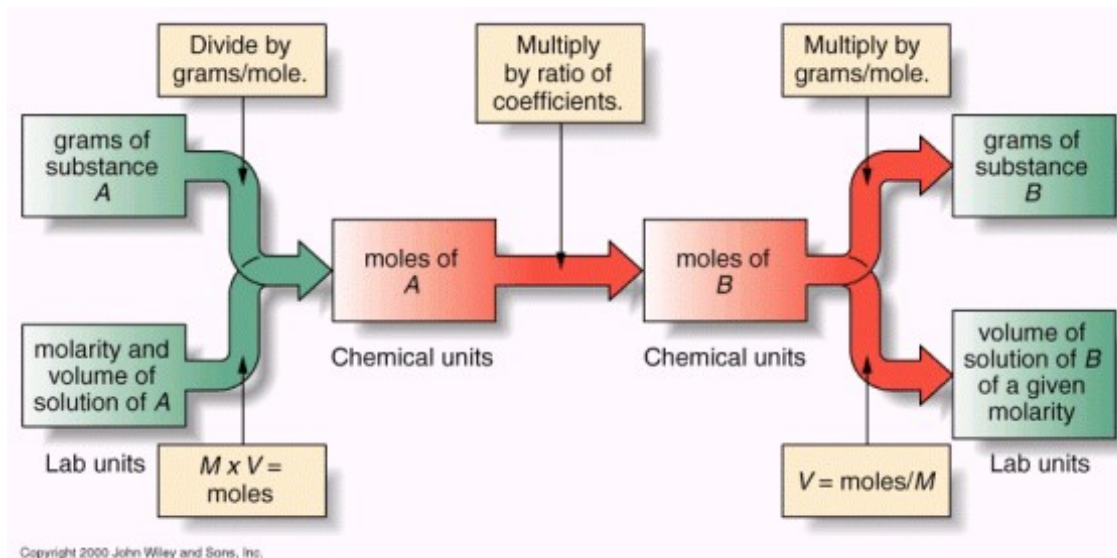 Divide by
grams/mole.
Multiply
by ratio of
coefficients.
Multiply by
grams/mole.
grams of
substance
A
grams of
substance
B
moles of
A
moles of
B
Chemical units
Chemical units
molarity and
volume of
solution of A
volume of
solution of B
of a given
molarity
Lab units
Lab units
M x V =
moles
V = moles/M
Copyright 2000 John Wiley and Sons, Inc.